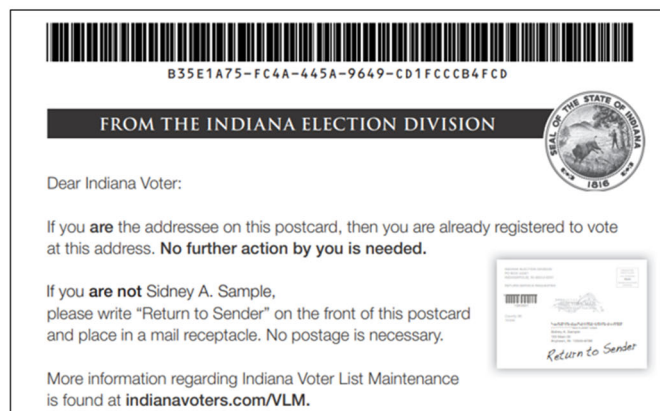 B35E1A75-FC4A-445A-9649-CD1FCCCB4FCD
FROM THE INDIANA ELECTION DIVISION
SEAL OF THE STATE OF INDIANA
1816
Dear Indiana Voter:
If you are the addressee on this postcard, then you are already registered to vote
at this address. No further action by you is needed.
If you are not Sidney A. Sample,
please write “Return to Sender” on the front of this postcard
and place in a mail receptacle. No postage is necessary.
Sidney A. Sample
Return to Sender
More information regarding Indiana Voter List Maintenance
is found at indianavoters.com/VLM.